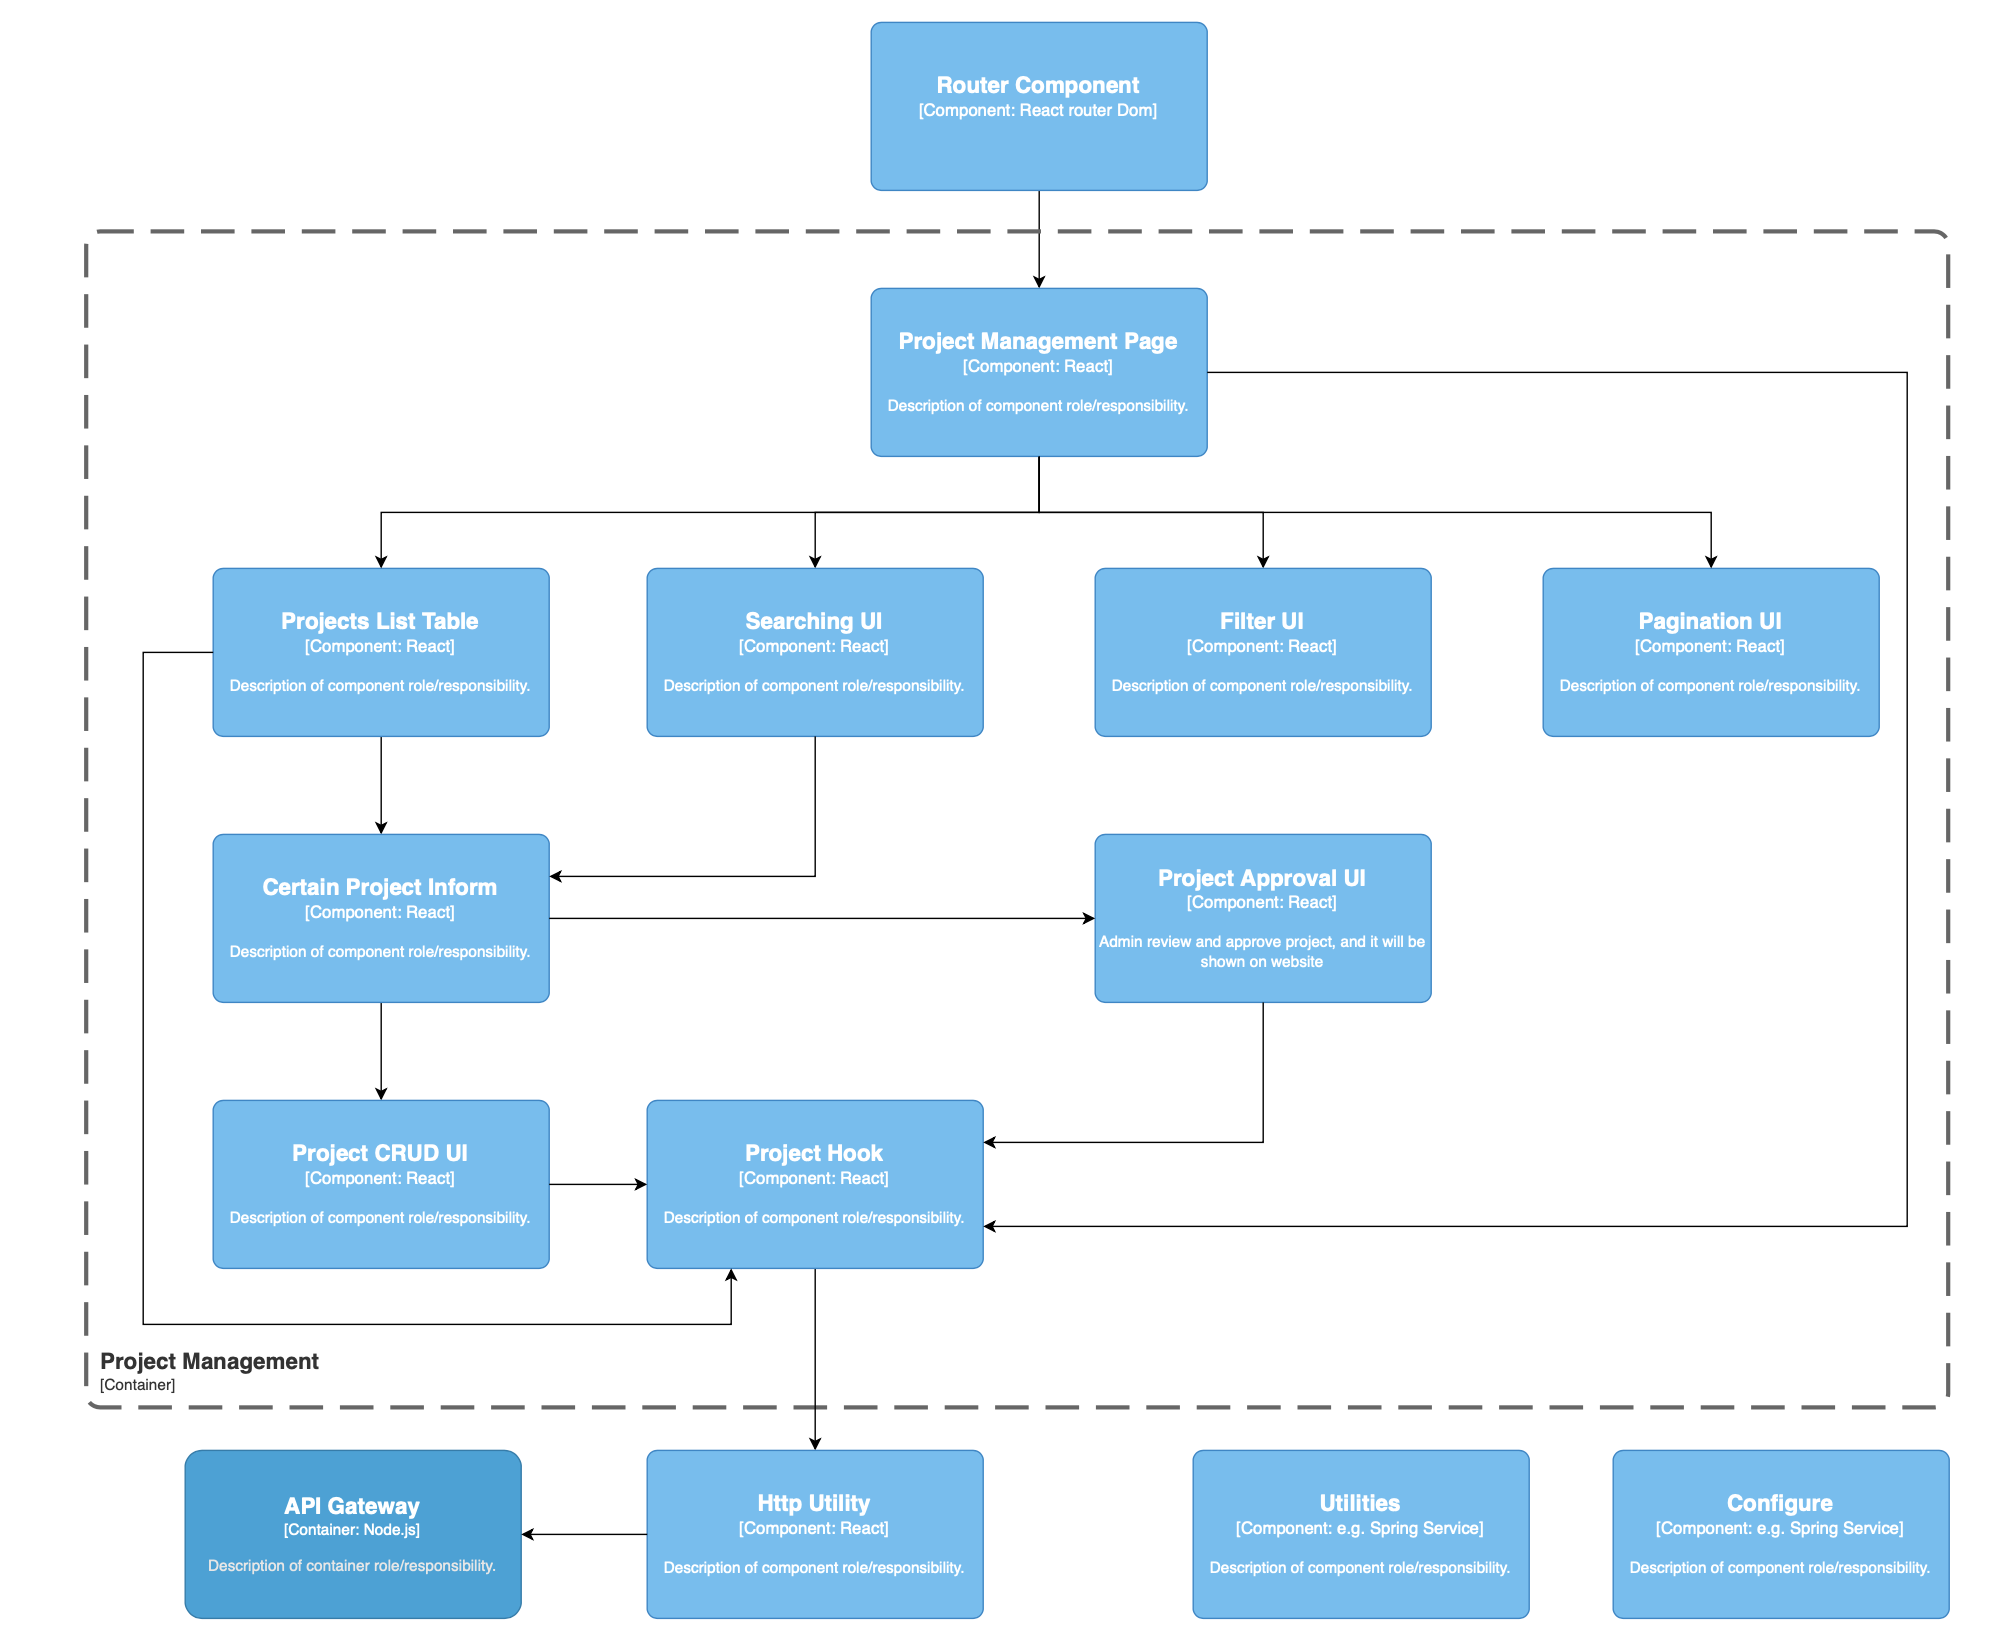 Router Component
[Component: React router Dom]
Project Management Page
[Component: React]
Description of component role/responsibility.
Projects List Table
[Component: React]
Description of component role/responsibility.
Searching UI
[Component: React]
Description of component role/responsibility.
Filter UI
[Component: React]
Description of component role/responsibility.
Pagination UI
[Component: React]
Description of component role/responsibility.
Certain Project Inform
[Component: React]
Description of component role/responsibility.
Project Approval UI
[Component: React]
Admin review and approve project, and it will be
shown on website
Project CRUD UI
[Component: React]
Description of component role/responsibility.
Project Hook
[Component: React]
Description of component role/responsibility.
Project Management
[Container]
API Gateway
[Container: Node.js]
Description of container role/responsibility.
Http Utility
[Component: React]
Description of component role/responsibility.
Utilities
[Component: e.g. Spring Service]
Description of component role/responsibility.
Configure
[Component: e.g. Spring Service]
Description of component role/responsibility.